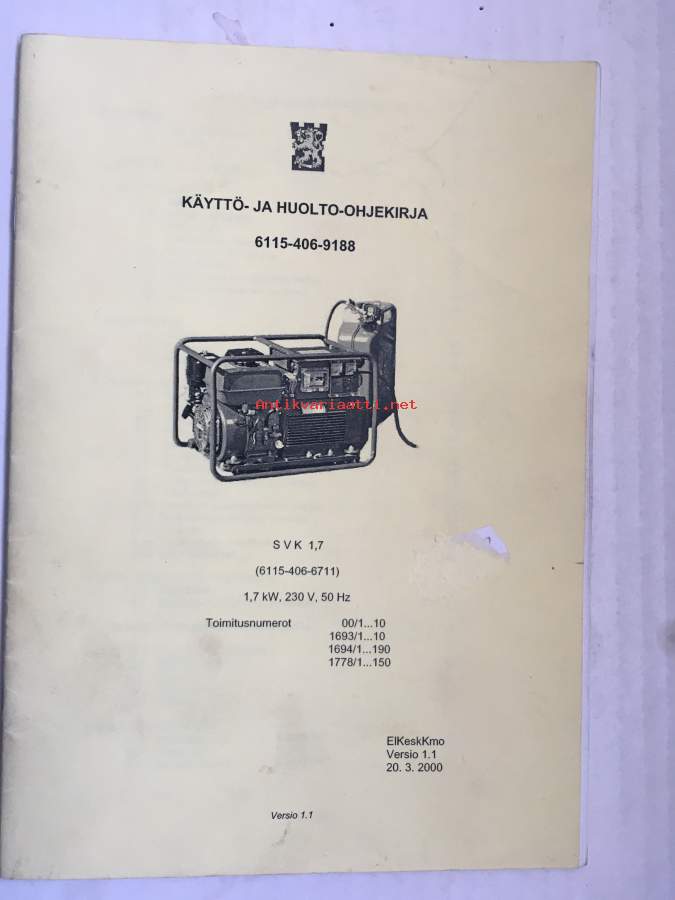 KÄYTTÖ- JA HUOLTO-OHJEKIRJA
6115-406-9188
Antikvariaatti.net
S V K 1,7
(6115-406-6711)
1,7 kW, 230 V, 50 Hz
Toimitusnumerot 00/1...10
1693/1...10
1694/1...190
1778/1...150
ElKeskKmo
Versio 1.1
20. 3. 2000
Versio 1.1